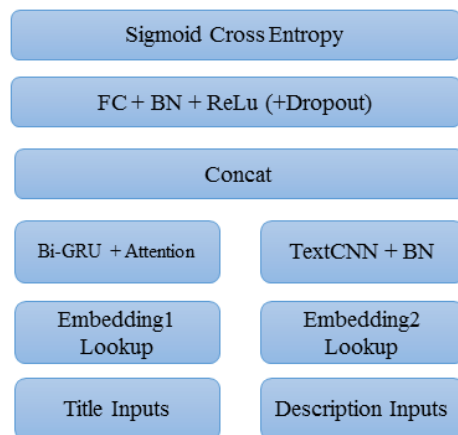 Sigmoid Cross Entropy
FC + BN + ReLu (+Dropout)
Concat
Bi-GRU + Attention
TextCNN + BN
Embedding1
Lookup
Embedding2
Lookup
Title Inputs
Description Inputs